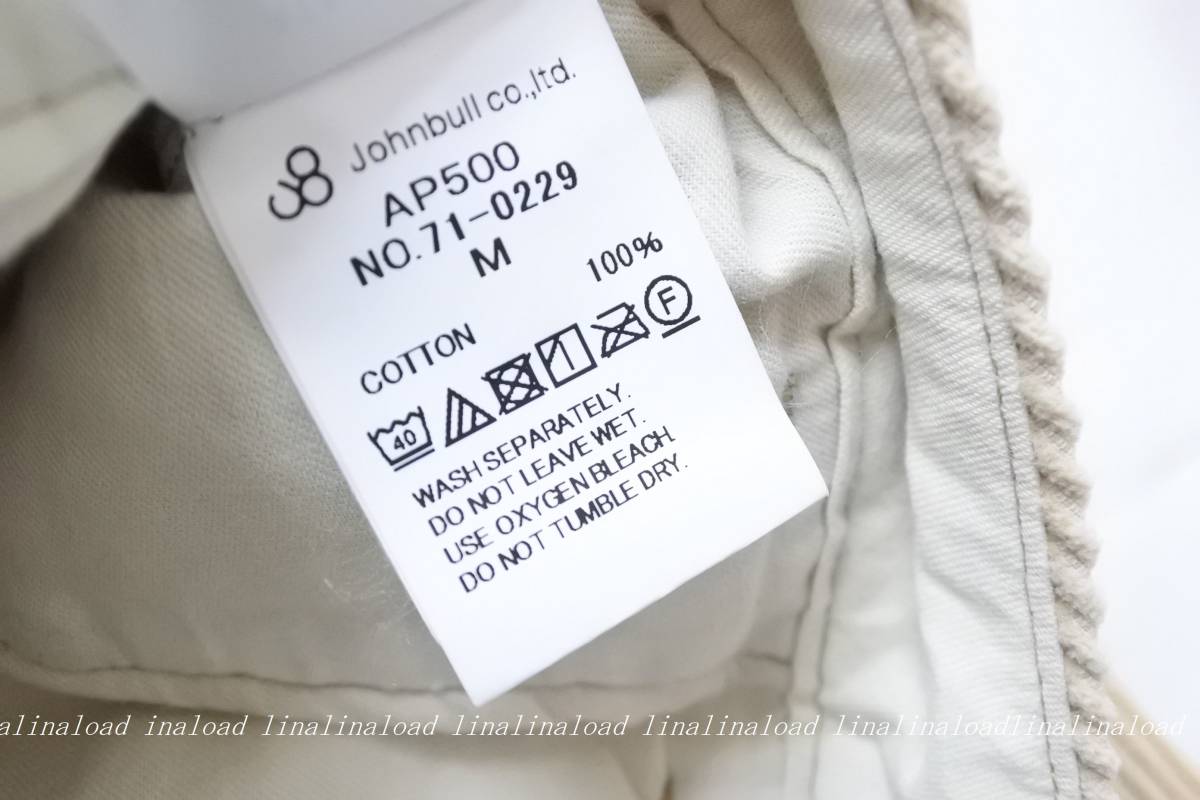 Johnbull co.,ltd.
AP500
NO.71-0229
M
100%
COTTON
40
F
WASH SEPARATELY.
DO NOT LEAVE WET.
USE OXYGEN BLEACH.
DO NOT TUMBLE DRY.
alinaload inaload linalinaload linalinaload linalinaload linalinaloadlinalinaload